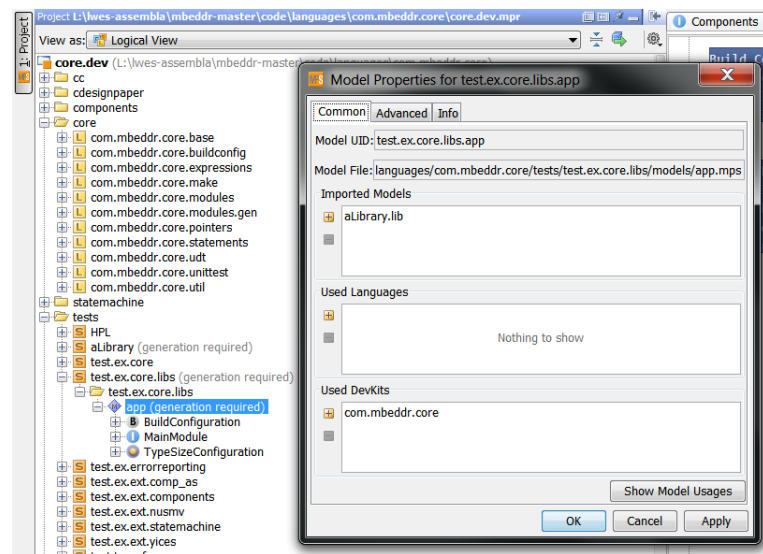 1: Project
Project L:\lwes-assembla\mbeddr-master\code\languages\com.mbeddr.core\core.dev.mpr
View as: Logical View
core.dev (L:\lwes-assembla\mbeddr-master\code\languages\com.mbeddr.core)
cc
cdesignpaper
components
core
com.mbeddr.core.base
com.mbeddr.core.buildconfig
com.mbeddr.core.expressions
com.mbeddr.core.make
com.mbeddr.core.modules
com.mbeddr.core.modules.gen
com.mbeddr.core.pointers
com.mbeddr.core.statements
com.mbeddr.core.udt
com.mbeddr.core.unittest
com.mbeddr.core.util
statemachine
tests
HPL
aLibrary (generation required)
test.ex.core
test.ex.core.libs (generation required)
test.ex.core.libs
app (generation required)
BuildConfiguration
MainModule
TypeSizeConfiguration
test.ex.errorreporting
test.ex.ext.comp_as
test.ex.ext.components
test.ex.ext.nusmv
test.ex.ext.statemachine
test.ex.ext.yices
Components
Build Co
Model Properties for test.ex.core.libs.app
Common Advanced Info
Model UID: test.ex.core.libs.app
Model File: languages/com.mbeddr.core/tests/test.ex.core.libs/models/app.mps
Imported Models
aLibrary.lib
Used Languages
Nothing to show
Used DevKits
com.mbeddr.core
Show Model Usages
OK Cancel Apply